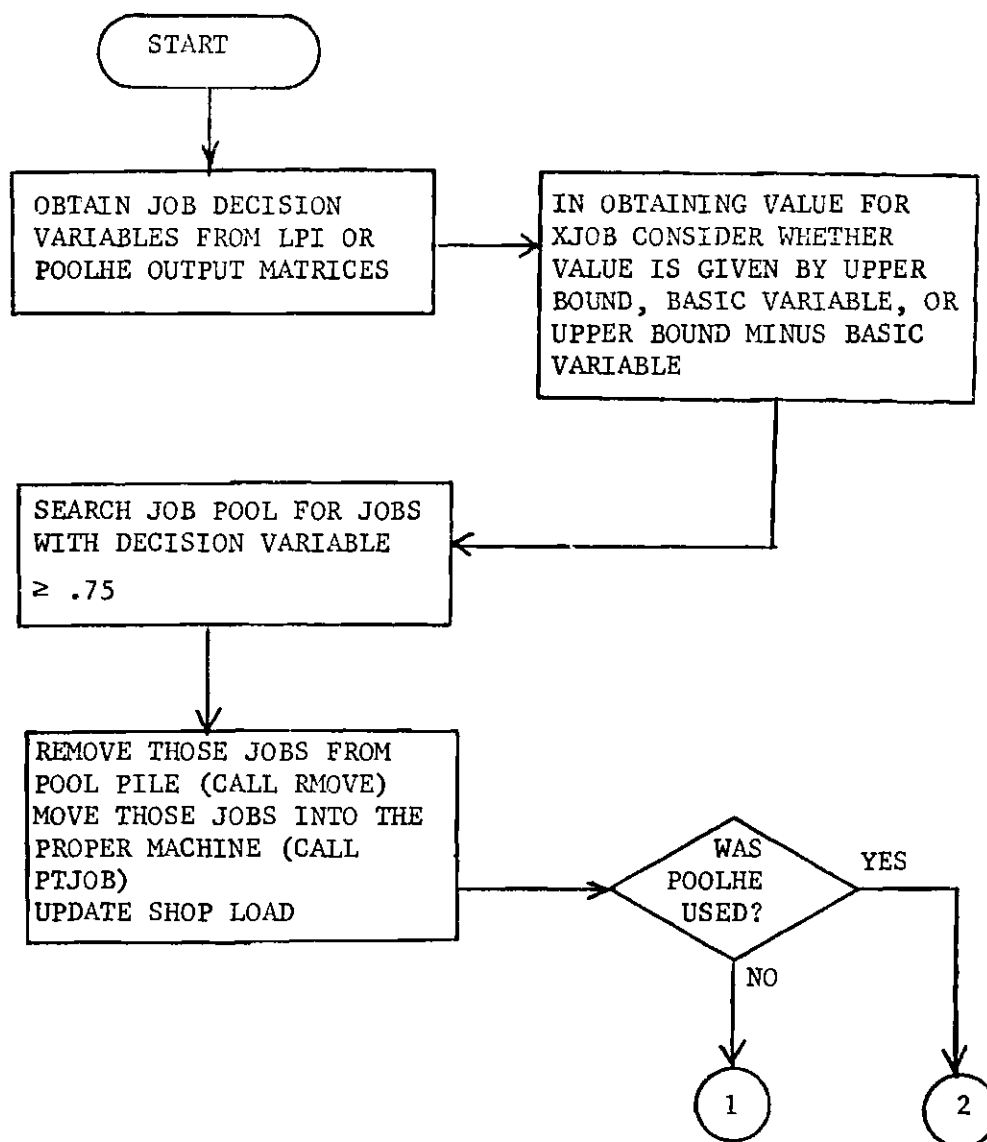 START
OBTAIN JOB DECISION
VARIABLES FROM LPI OR
POOLHE OUTPUT MATRICES
IN OBTAINING VALUE FOR
XJOB CONSIDER WHETHER
VALUE IS GIVEN BY UPPER
BOUND, BASIC VARIABLE, OR
UPPER BOUND MINUS BASIC
VARIABLE
SEARCH JOB POOL FOR JOBS
WITH DECISION VARIABLE
≥ .75
REMOVE THOSE JOBS FROM
POOL PILE (CALL RMOVE)
MOVE THOSE JOBS INTO THE
PROPER MACHINE (CALL
PTJOB)
UPDATE SHOP LOAD
WAS
POOLHE
USED?
YES
NO
1
2